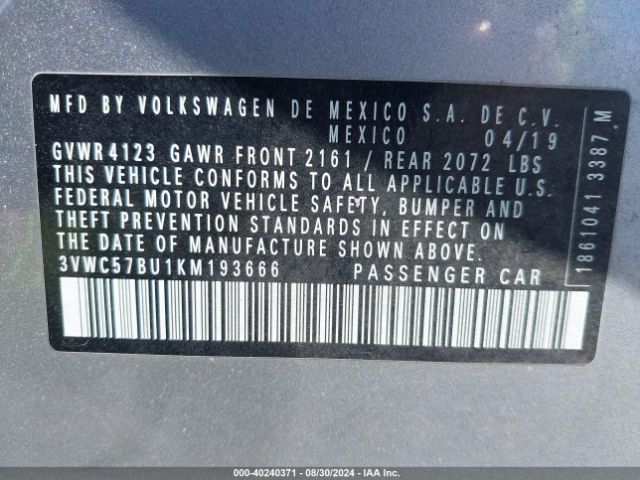 MFD BY VOLKSWAGEN DE MEXICO S.A. DE C.V.
MEXICO 04/19
GVWR 4123 GAWR FRONT 2161 / REAR 2072 LBS
THIS VEHICLE CONFORMS TO ALL APPLICABLE U.S.
FEDERAL MOTOR VEHICLE SAFETY, BUMPER AND
THEFT PREVENTION STANDARDS IN EFFECT ON
THE DATE OF MANUFACTURE SHOWN ABOVE.
3VWC57BU1KM193666 PASSENGER CAR
1861041 3387.M
000-40240371 - 08/30/2024 - IAA Inc.